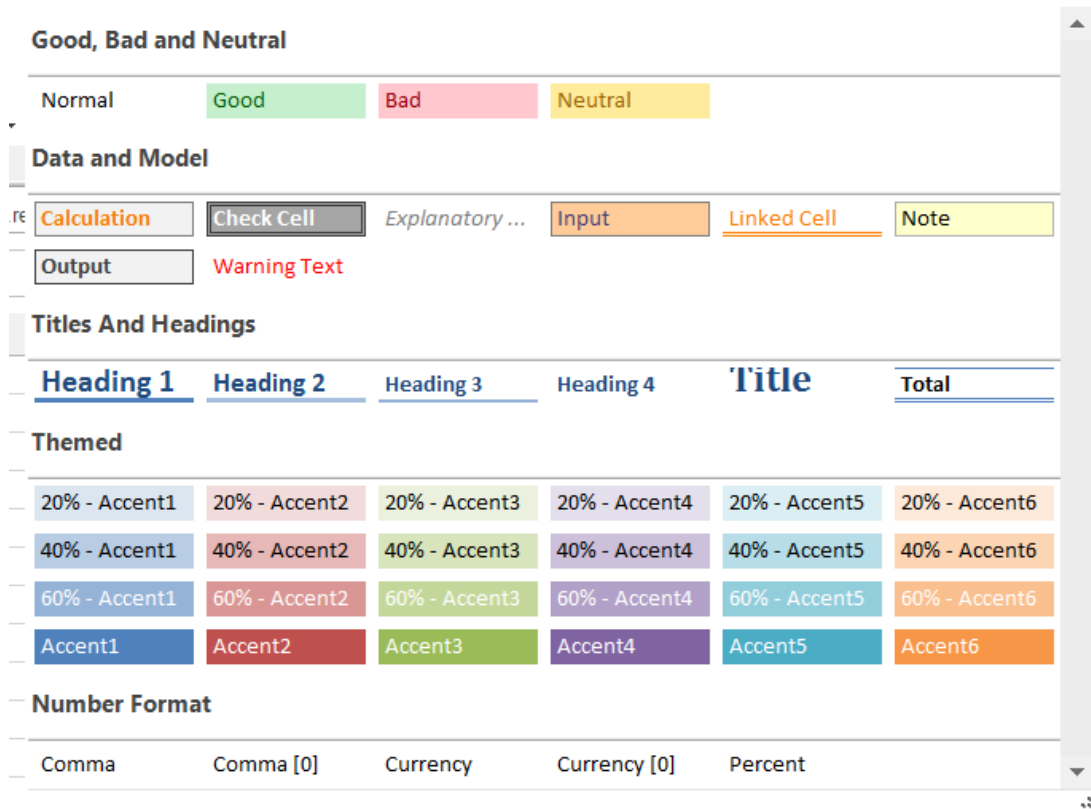 Good, Bad and Neutral
Normal Good Bad Neutral
Data and Model
re Calculation Check Cell Explanatory ... Input Linked Cell Note
Output Warning Text
Titles And Headings
Heading 1 Heading 2 Heading 3 Heading 4 Title Total
Themed
20% - Accent1 20% - Accent2 20% - Accent3 20% - Accent4 20% - Accent5 20% - Accent6
40% - Accent1 40% - Accent2 40% - Accent3 40% - Accent4 40% - Accent5 40% - Accent6
60% - Accent1 60% - Accent2 60% - Accent3 60% - Accent4 60% - Accent5 60% - Accent6
Accent1 Accent2 Accent3 Accent4 Accent5 Accent6
Number Format
Comma Comma [0] Currency Currency [0] Percent